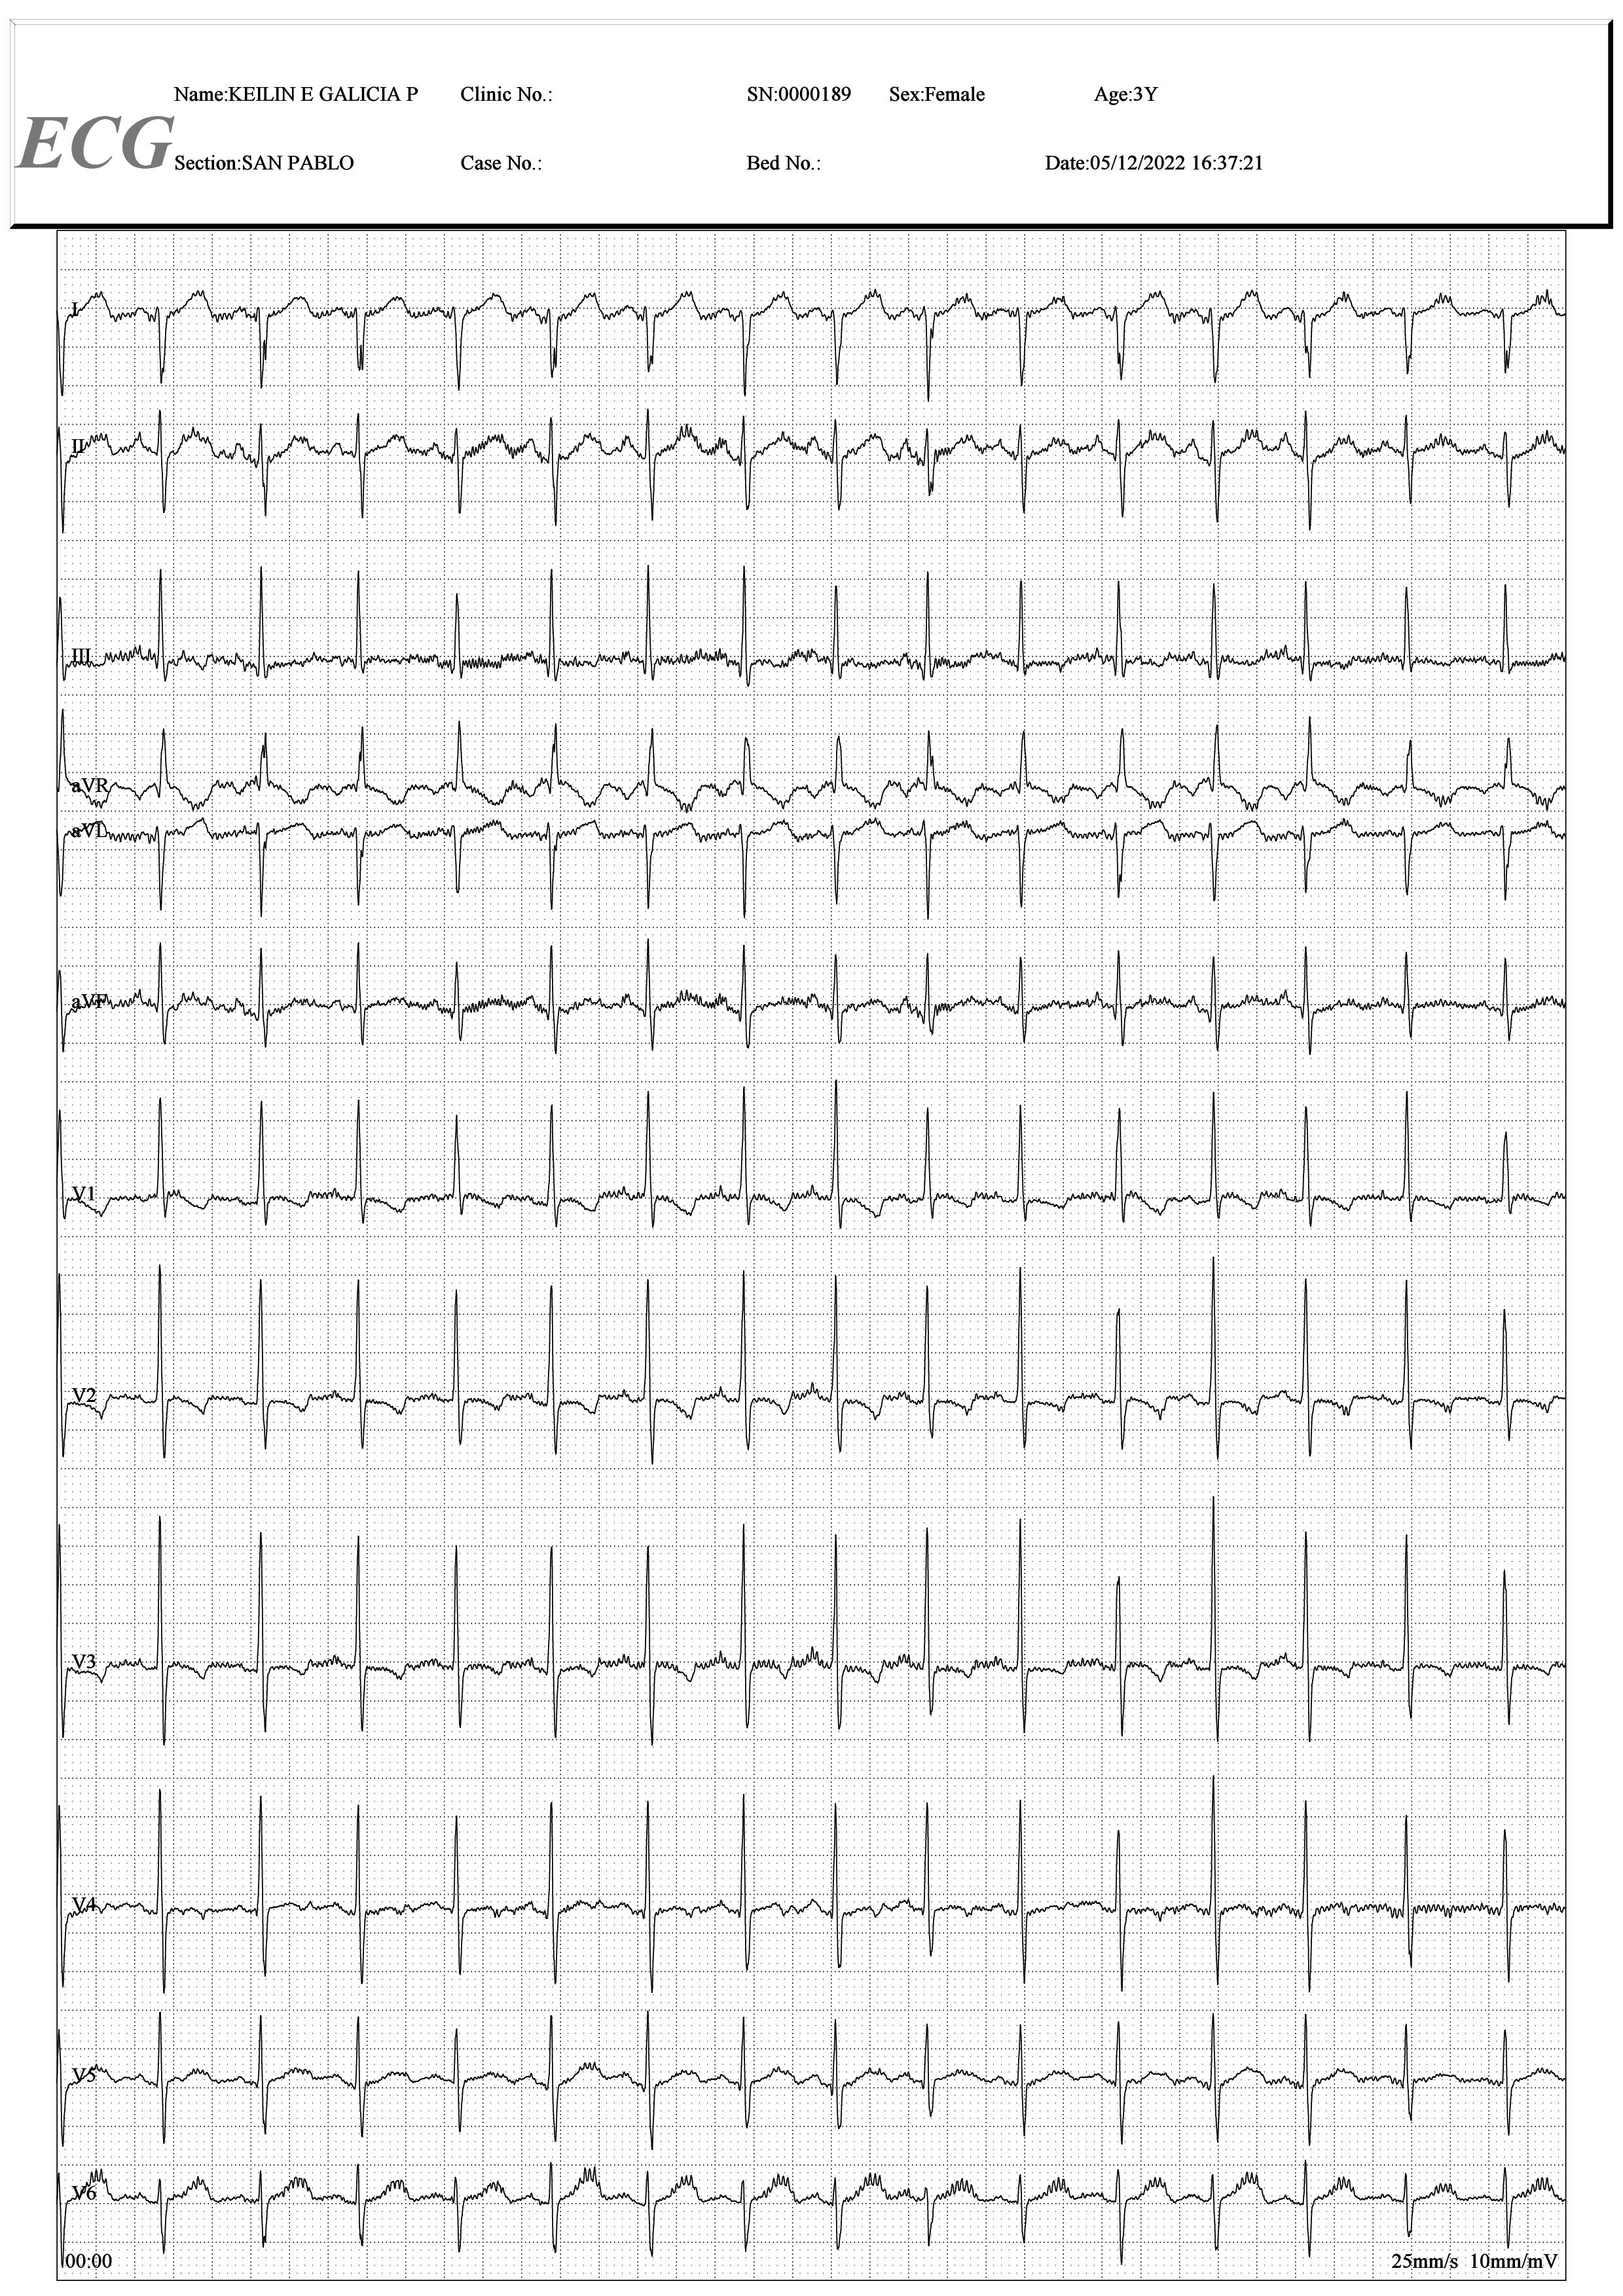 Name:KEILIN E GALICIA P Clinic No.: SN:0000189 Sex:Female Age:3Y
ECG
Section:SAN PABLO Case No.: Bed No.: Date:05/12/2022 16:37:21
I
II
III
aVR
aVL
aVF
V1
V2
V3
V4
V5
V6
00:00 25mm/s 10mm/mV